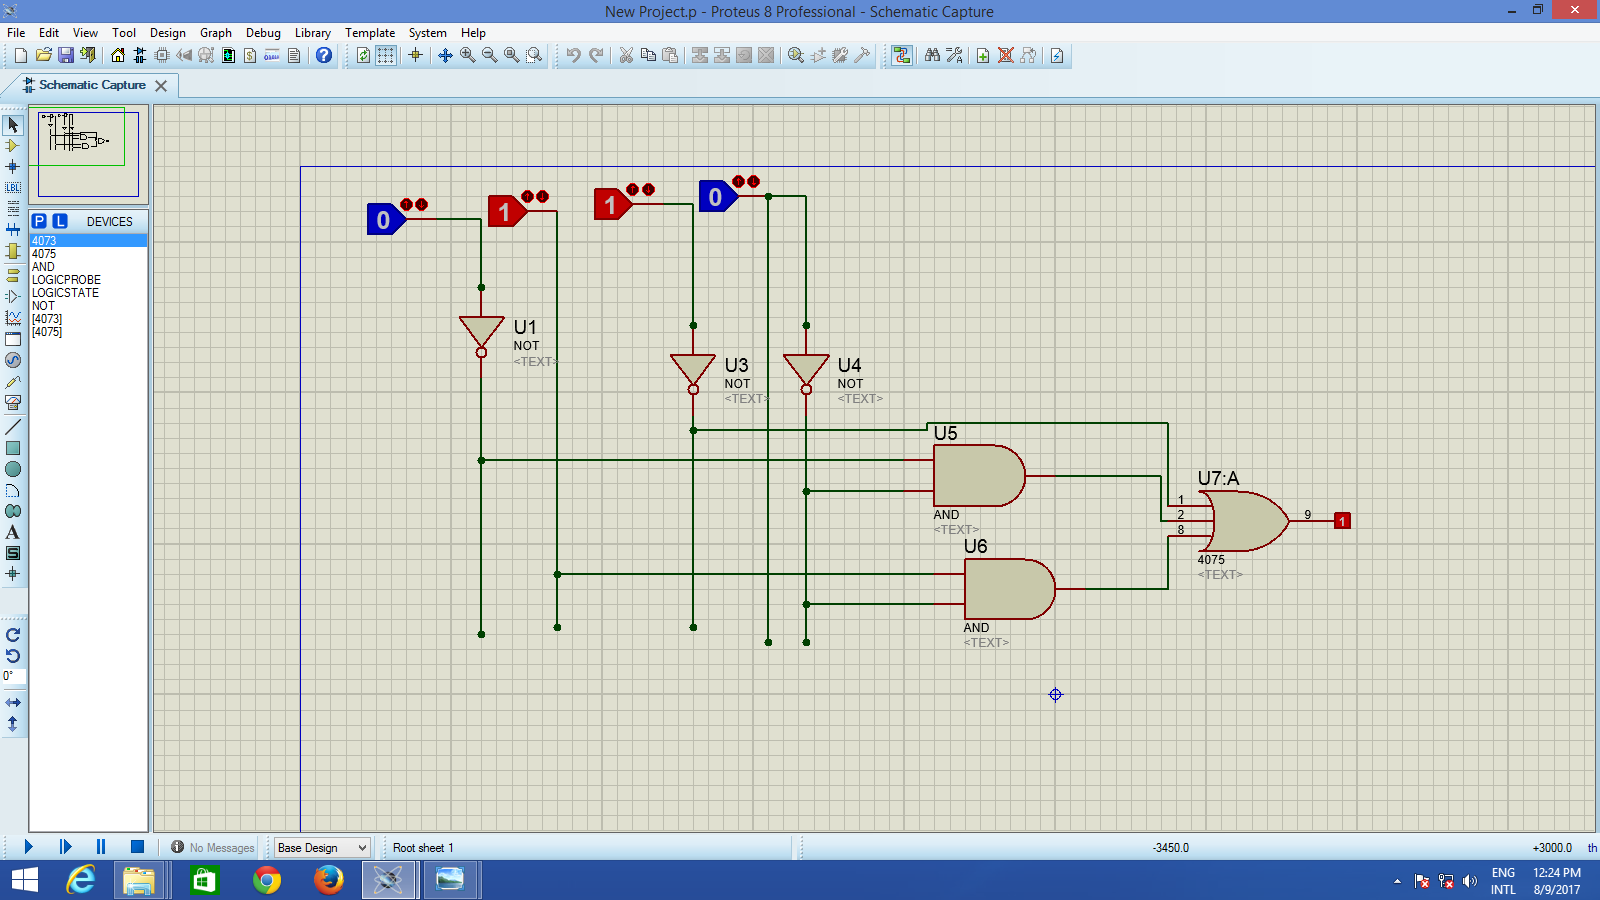 New Project.p - Proteus 8 Professional - Schematic Capture
File Edit View Tool Design Graph Debug Library Template System Help
Schematic Capture
LBL
P L DEVICES
4073
4075
AND
LOGICPROBE
LOGICSTATE
NOT
[4073]
[4075]
A
S
0°
0
1
1
0
U1
NOT
<TEXT>
U3
NOT
<TEXT>
U4
NOT
<TEXT>
U5
AND
<TEXT>
U6
AND
<TEXT>
U7:A
1
2
8
9
1
4075
<TEXT>
No Messages
Base Design
Root sheet 1
-3450.0
+3000.0 th
ENG
INTL
12:24 PM
8/9/2017